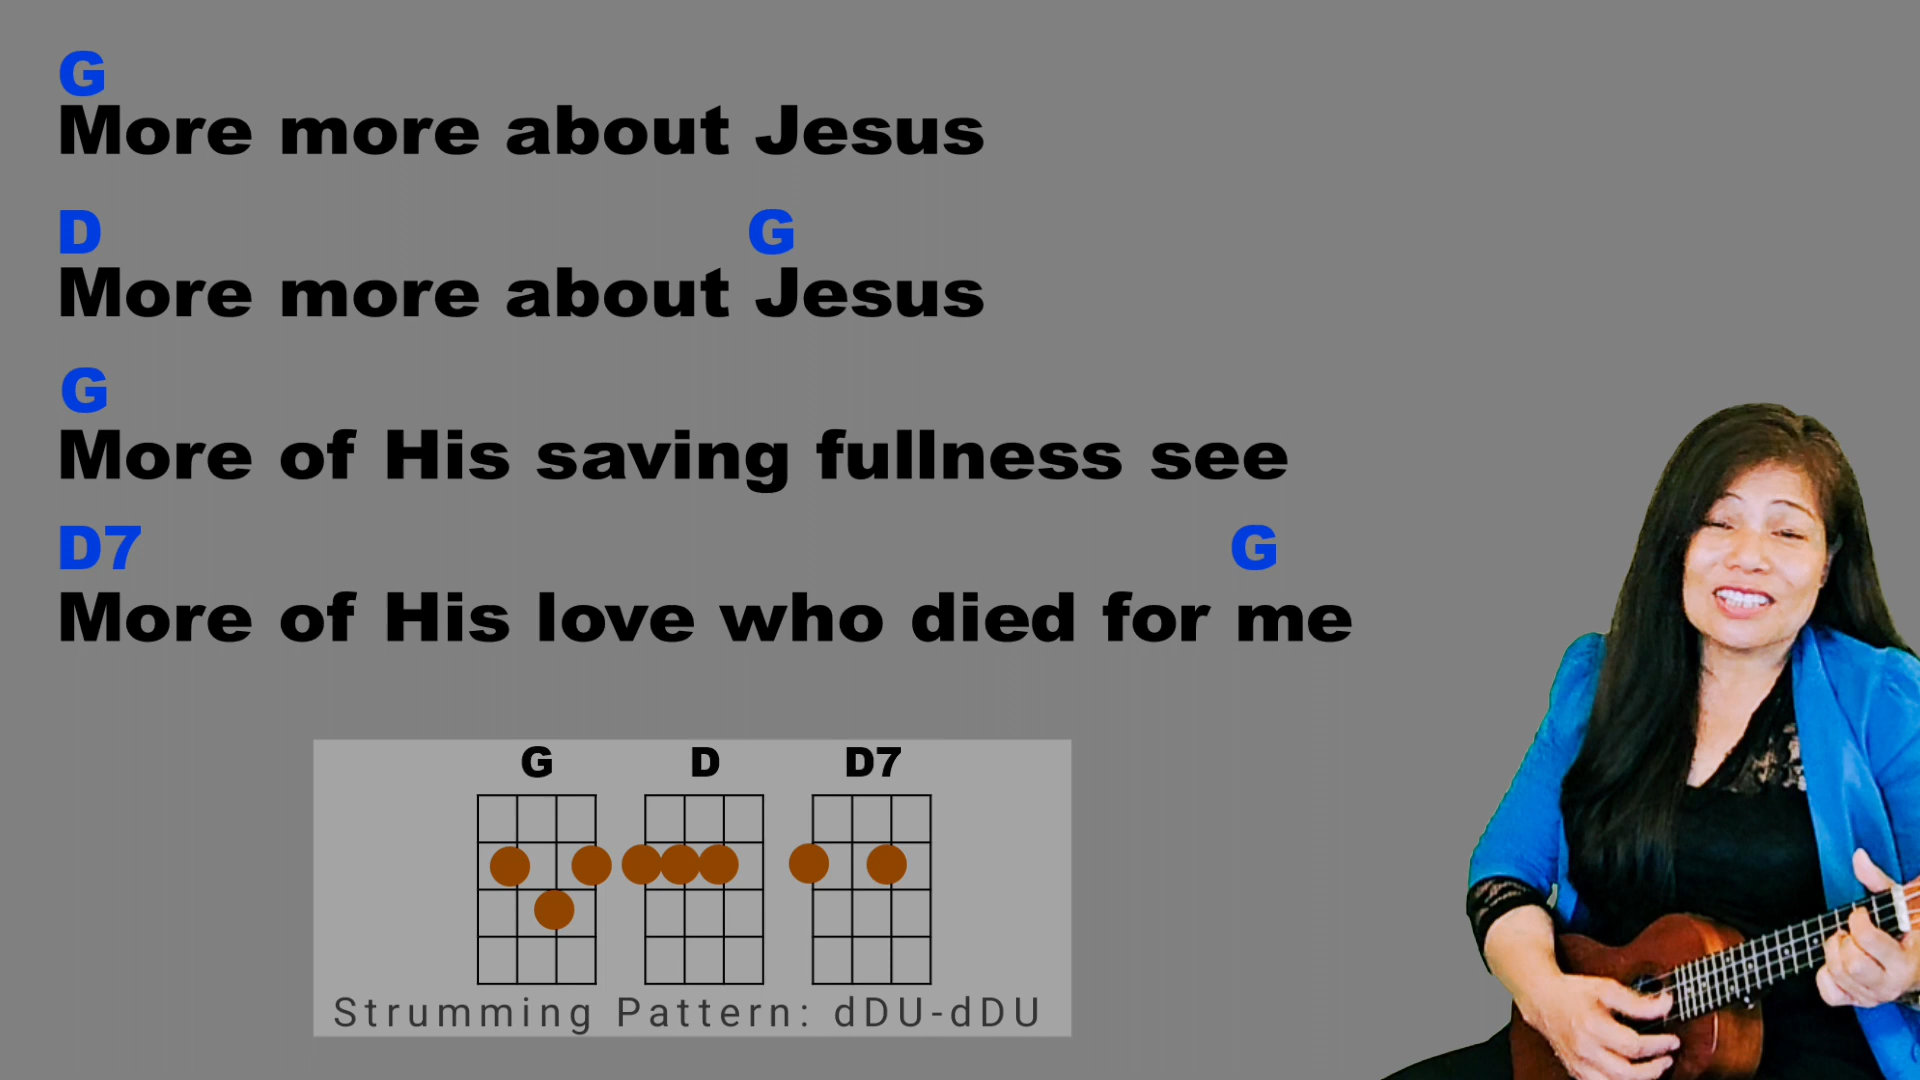 G
More more about Jesus
D G
More more about Jesus
G
More of His saving fullness see
D7 G
More of His love who died for me
G D D7
Strumming Pattern: dDU-dDU